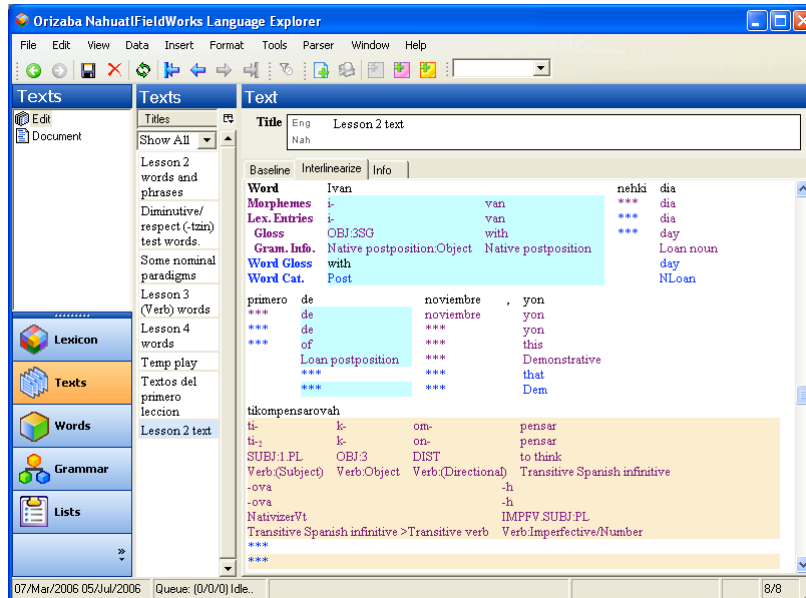 Orizaba NahuatlFieldWorks Language Explorer
File Edit View Data Insert Format Tools Parser Window Help
Texts
Edit
Document
Lexicon
Texts
Words
Grammar
Lists
»
Texts
Titles
Show All
Lesson 2
words and
phrases
Diminutive/
respect (-tzin)
test words.
Some nominal
paradigms
Lesson 3
(Verb) words
Lesson 4
words
Temp play
Textos del
primero
leccion
Lesson 2 text
Text
Title Eng Lesson 2 text
Nah
Baseline Interlinearize Info
Word Ivan nehki dia
Morphemes i- van *** dia
Lex. Entries i- van *** dia
Gloss OBJ:3SG with *** day
Gram. Info. Native postposition:Object Native postposition Loan noun
Word Gloss with day
Word Cat. Post NLoan
primero de noviembre , yon
*** de noviembre yon
*** de *** yon
*** of *** this
Loan postposition *** Demonstrative
*** *** that
*** *** Dem
tikompensarovah
ti- k- om- pensar
ti-₂ k- on- pensar
SUBJ:1.PL OBJ:3 DIST to think
Verb:(Subject) Verb:Object Verb:(Directional) Transitive Spanish infinitive
-ova -h
-ova -h
NativizerVt IMPFV.SUBJ:PL
Transitive Spanish infinitive >Transitive verb Verb:Imperfective/Number
***
***
07/Mar/2006 05/Jul/2006 Queue: (0/0/0) Idle.. 8/8